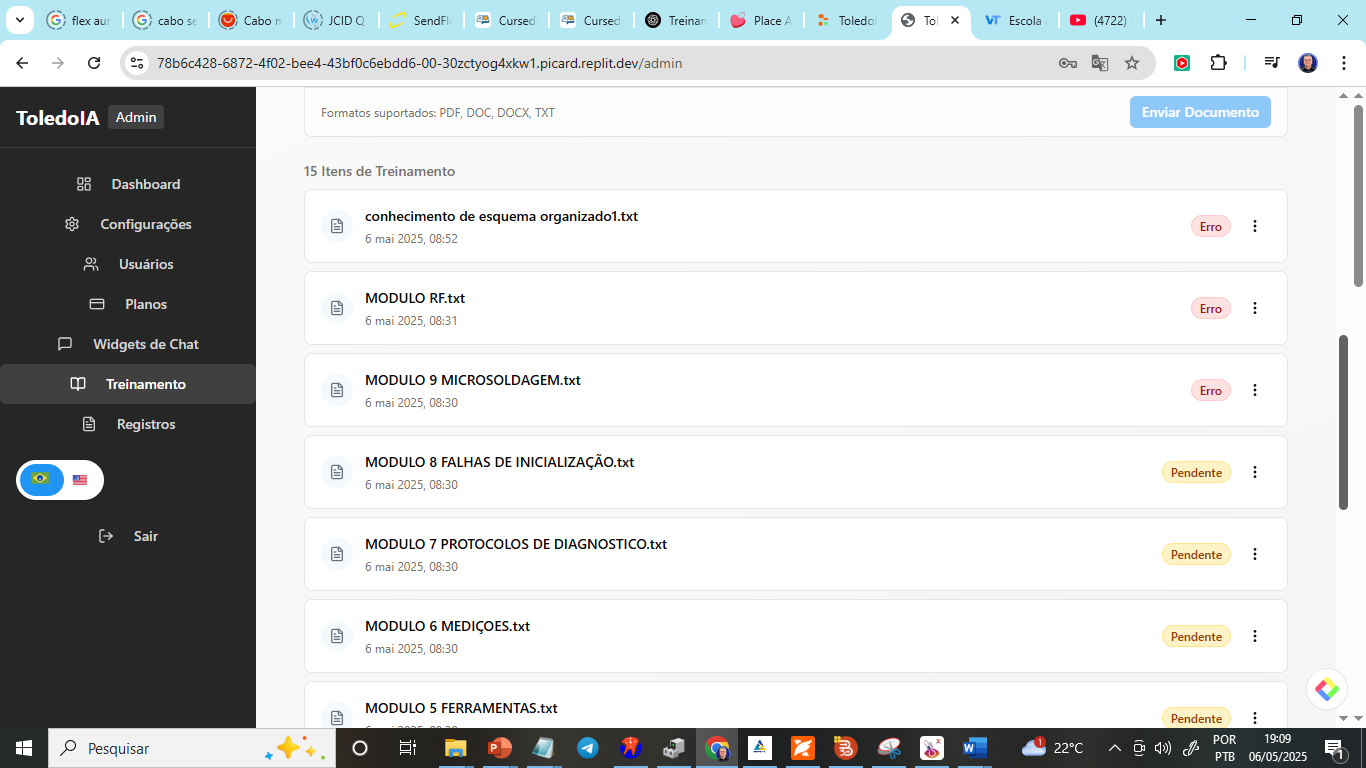 flex aur
cabo se
Cabo m
JCID Q
SendFl
Cursed
Cursed
Treinam
Place A
Toledo
Tol
Escola
(4722)
78b6c428-6872-4f02-bee4-43bf0c6ebdd6-00-30zctyog4xkw1.picard.replit.dev/admin
ToledoIA Admin
Dashboard
Configurações
Usuários
Planos
Widgets de Chat
Treinamento
Registros
Sair
Formatos suportados: PDF, DOC, DOCX, TXT
Enviar Documento
15 Itens de Treinamento
conhecimento de esquema organizado1.txt
6 mai 2025, 08:52
Erro
MODULO RF.txt
6 mai 2025, 08:31
Erro
MODULO 9 MICROSOLDAGEM.txt
6 mai 2025, 08:30
Erro
MODULO 8 FALHAS DE INICIALIZAÇÃO.txt
6 mai 2025, 08:30
Pendente
MODULO 7 PROTOCOLOS DE DIAGNOSTICO.txt
6 mai 2025, 08:30
Pendente
MODULO 6 MEDIÇOES.txt
6 mai 2025, 08:30
Pendente
MODULO 5 FERRAMENTAS.txt
Pendente
Pesquisar
22°C
POR
PTB
19:09
06/05/2025